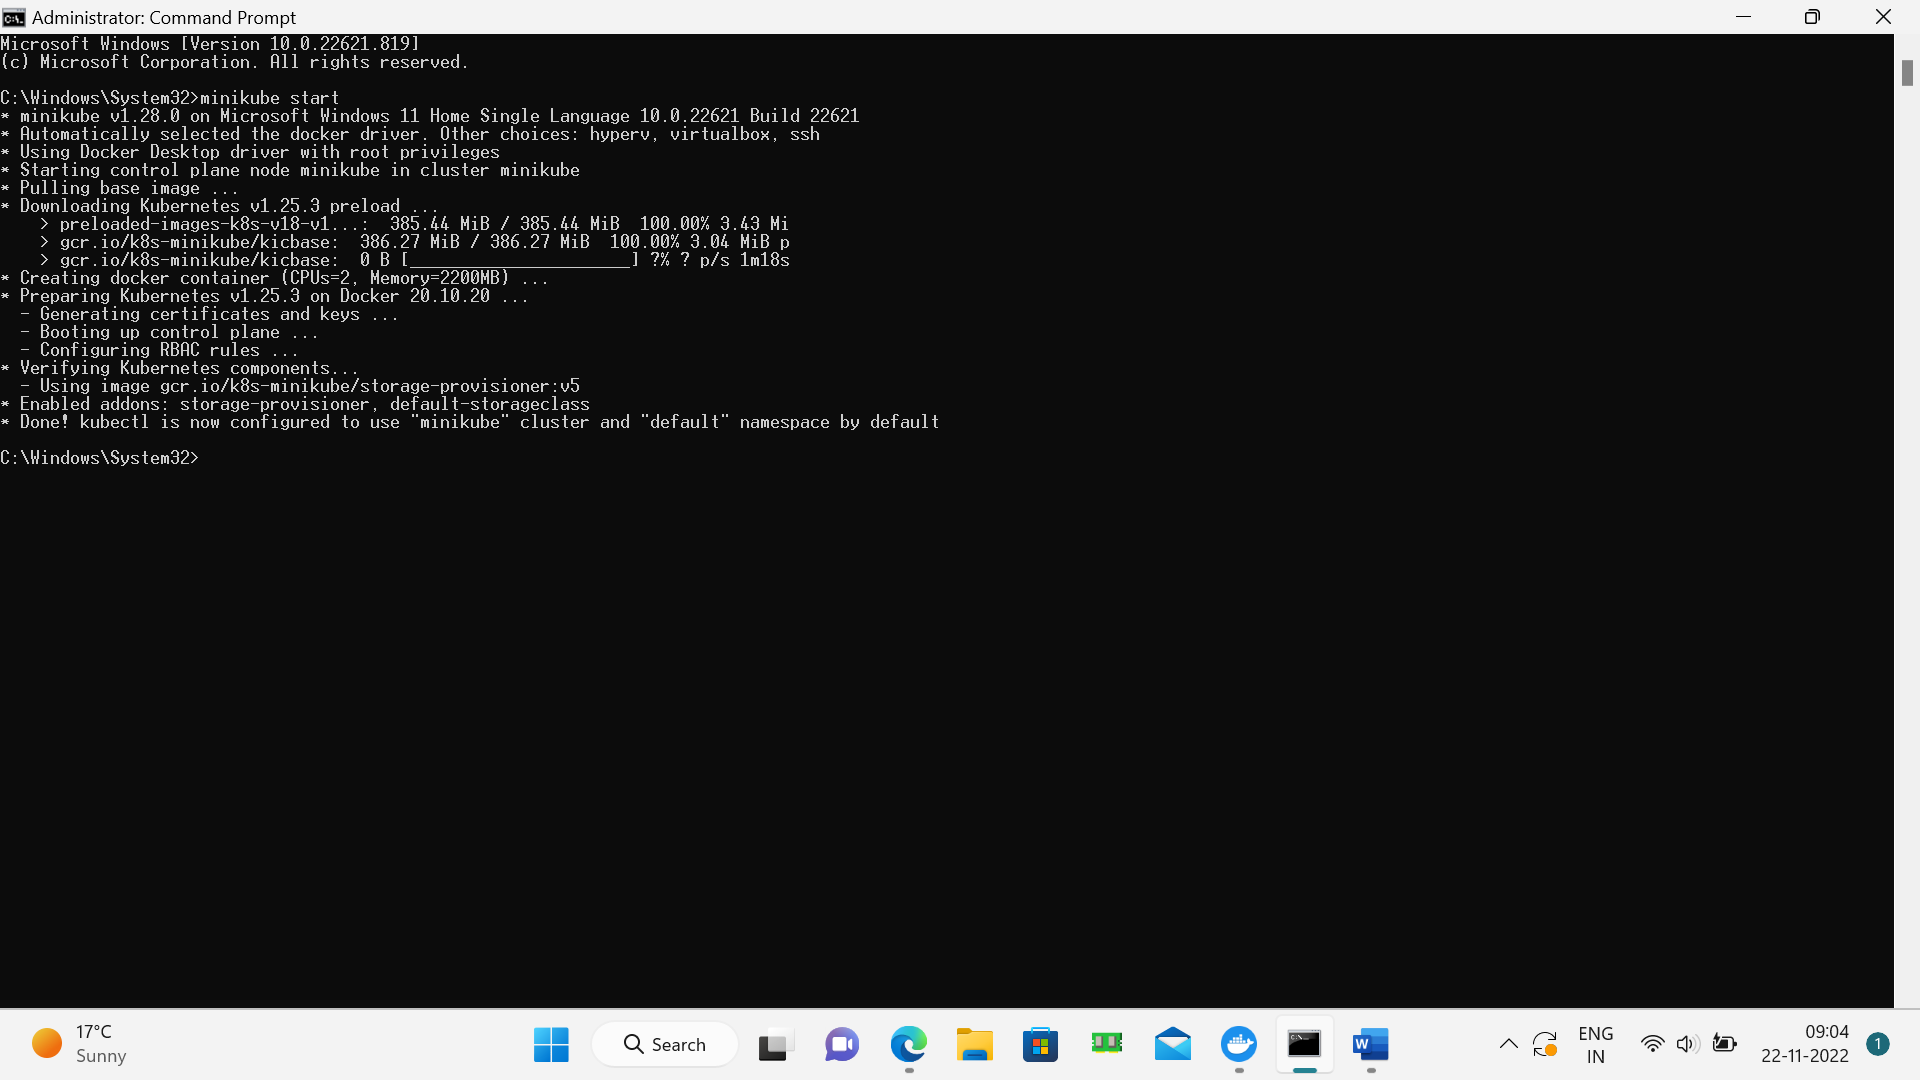 Administrator: Command Prompt
Microsoft Windows [Version 10.0.22621.819]
(c) Microsoft Corporation. All rights reserved.
C:\Windows\System32>minikube start
* minikube v1.28.0 on Microsoft Windows 11 Home Single Language 10.0.22621 Build 22621
* Automatically selected the docker driver. Other choices: hyperv, virtualbox, ssh
* Using Docker Desktop driver with root privileges
* Starting control plane node minikube in cluster minikube
* Pulling base image ...
* Downloading Kubernetes v1.25.3 preload ...
    > preloaded-images-k8s-v18-v1...:  385.44 MiB / 385.44 MiB  100.00% 3.43 Mi
    > gcr.io/k8s-minikube/kicbase:  386.27 MiB / 386.27 MiB  100.00% 3.04 MiB p
    > gcr.io/k8s-minikube/kicbase:  0 B [______________________] ?% ? p/s 1m18s
* Creating docker container (CPUs=2, Memory=2200MB) ...
* Preparing Kubernetes v1.25.3 on Docker 20.10.20 ...
  - Generating certificates and keys ...
  - Booting up control plane ...
  - Configuring RBAC rules ...
* Verifying Kubernetes components...
  - Using image gcr.io/k8s-minikube/storage-provisioner:v5
* Enabled addons: storage-provisioner, default-storageclass
* Done! kubectl is now configured to use "minikube" cluster and "default" namespace by default
C:\Windows\System32>
17°C
Sunny
Search
W
ENG
IN
09:04
22-11-2022
1